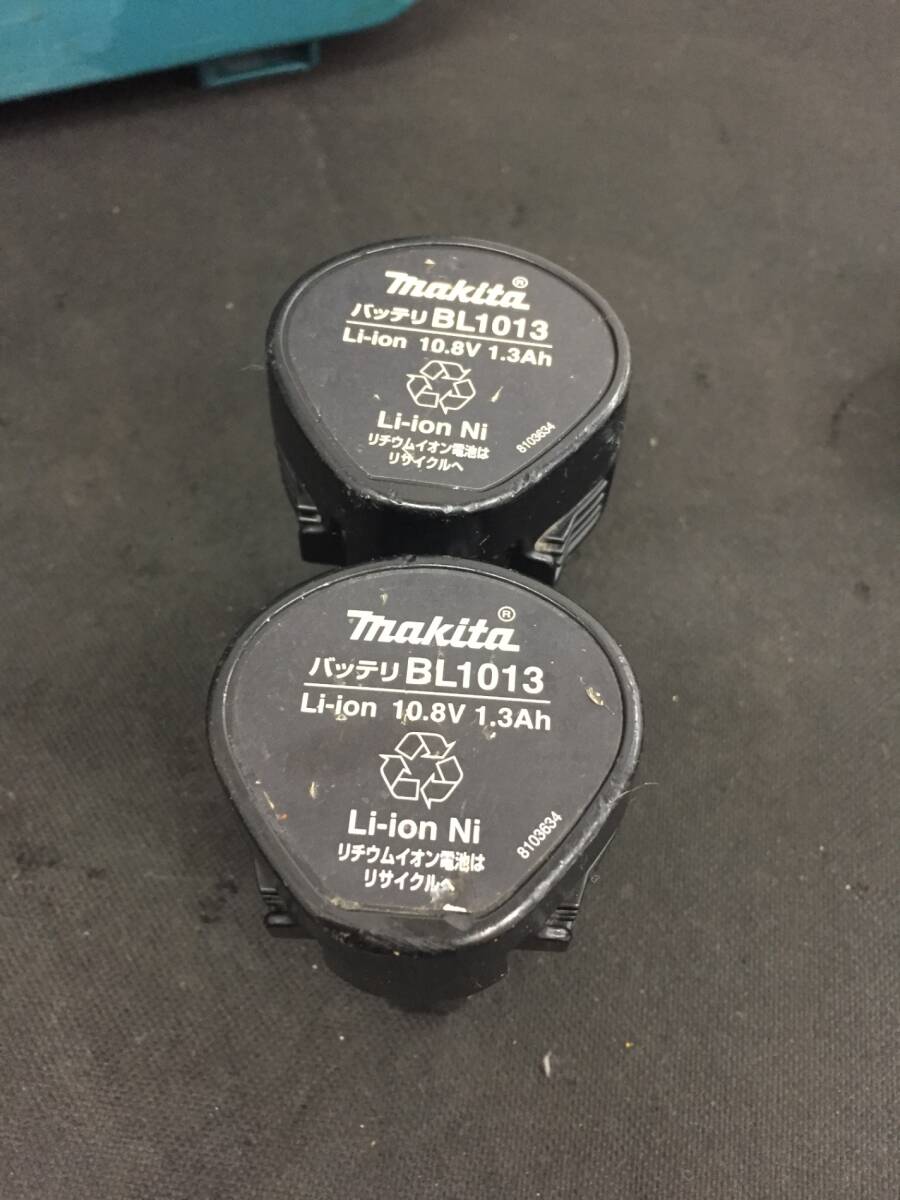 makita®
バッテリ BL1013
Li-ion 10.8V 1.3Ah
Li-ion Ni
リチウムイオン電池は
リサイクルへ
8103634
makita®
バッテリ BL1013
Li-ion 10.8V 1.3Ah
Li-ion Ni
リチウムイオン電池は
リサイクルへ
8103634